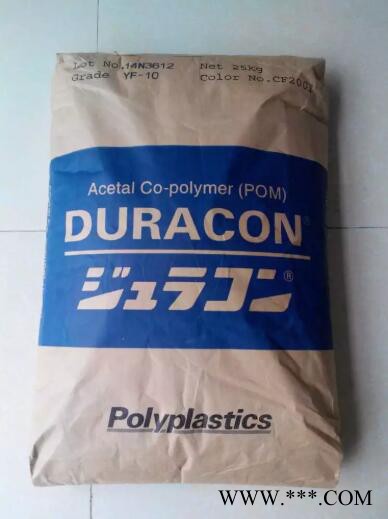 Lot No. 14N3612 Net 25kg
Grade YF-10 Color No. CF200
Acetal Co-polymer (POM)
DURACON®
ジュラコン®
Polyplastics
WWW.***.COM